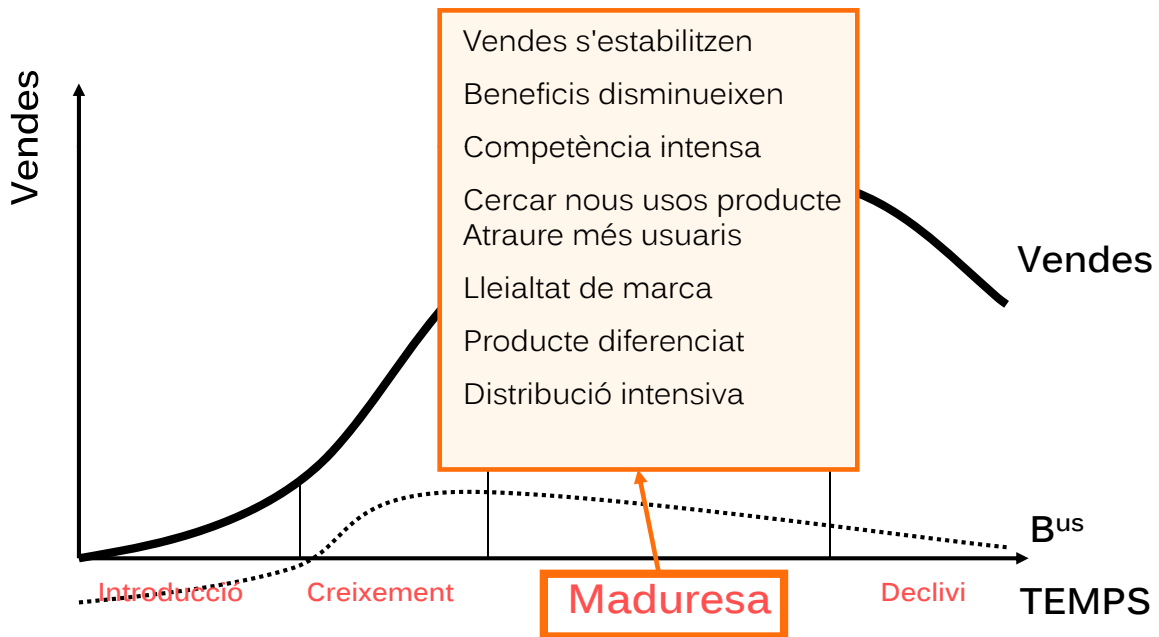 Vendes
Vendes s'estabilitzen
Beneficis disminueixen
Competència intensa
Cercar nous usos producte
Atraure més usuaris
Lleialtat de marca
Producte diferenciat
Distribució intensiva
Vendes
Bus
Introducció
Creixement
Maduresa
Declivi
TEMPS